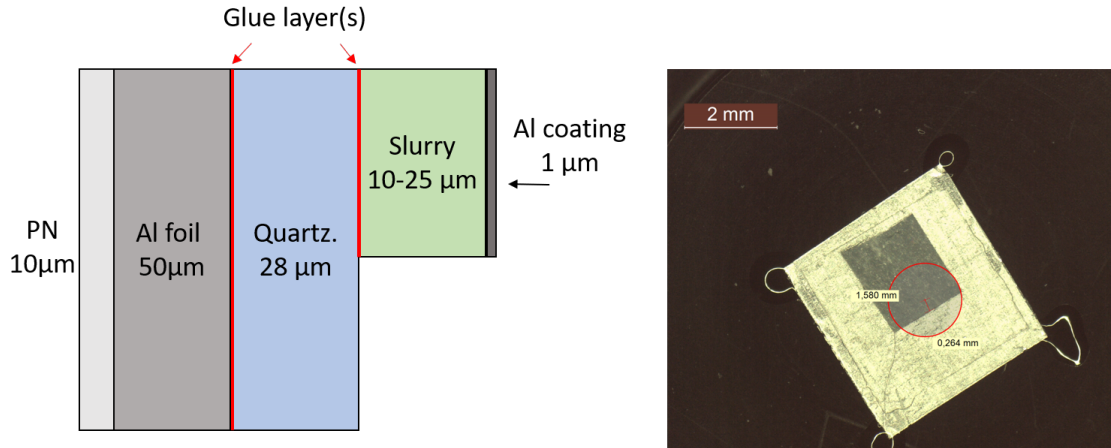 Glue layer(s)
PN
10µm
Al foil
50µm
Quartz.
28 µm
Slurry
10-25 µm
Al coating
1 µm
2 mm
1,580 mm
0,264 mm